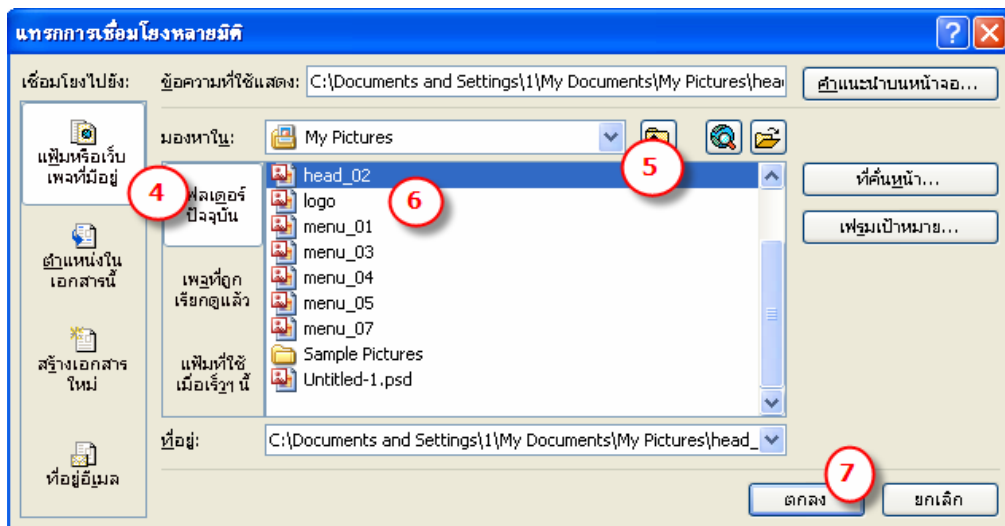 แทรกการเชื่อมโยงหลายมิติ
เชื่อมโยงไปยัง:
ข้อความที่ใช้แสดง: C:\Documents and Settings\1\My Documents\My Pictures\head
คำแนะนำบนหน้าจอ...
แฟ้มหรือเว็บ
เพจที่มีอยู่
มองหาใน: My Pictures
5
4
โฟลเดอร์
ปัจจุบัน
head_02
logo
6
menu_01
menu_03
menu_04
menu_05
menu_07
Sample Pictures
Untitled-1.psd
ที่คั่นหน้า...
เฟรมเป้าหมาย...
ตำแหน่งใน
เอกสารนี้
เพจที่ถูก
เรียกดูแล้ว
สร้างเอกสาร
ใหม่
แฟ้มที่ใช้
เมื่อเร็วๆ นี้
ที่อยู่อีเมล
ที่อยู่: C:\Documents and Settings\1\My Documents\My Pictures\head_
7
ตกลง
ยกเลิก